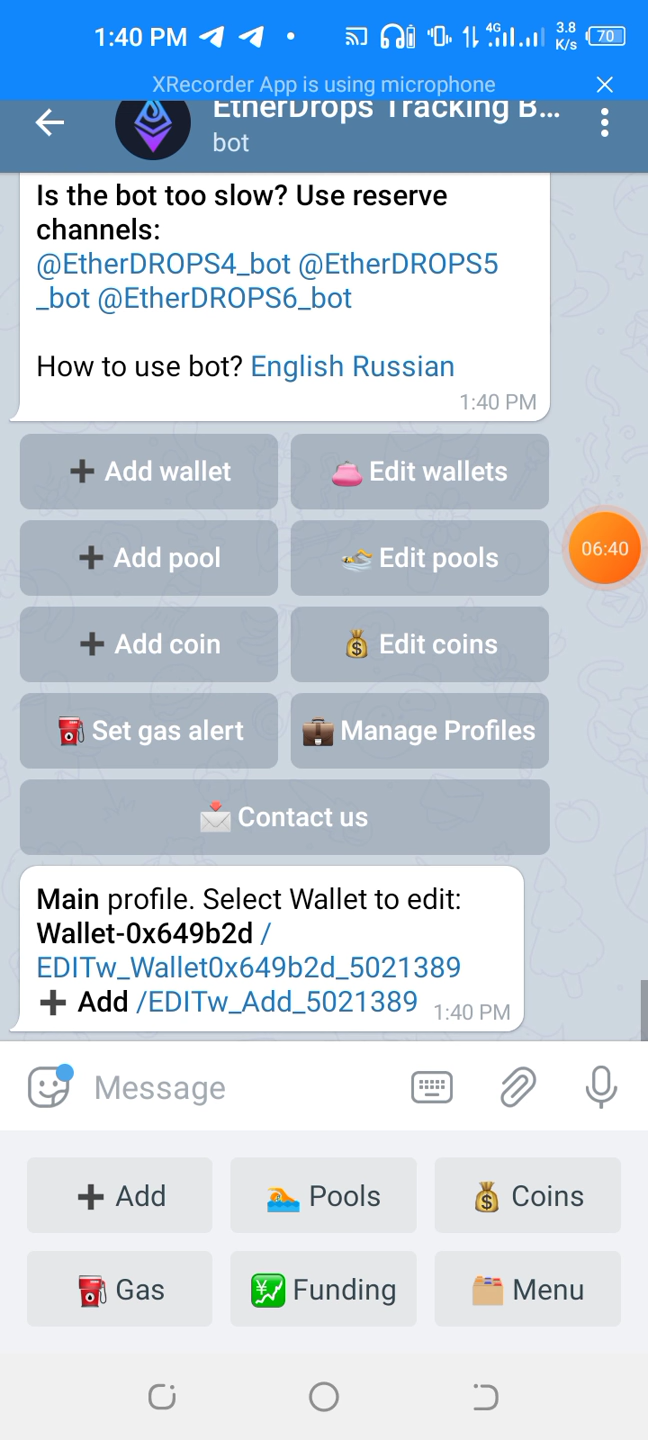 1:40 PM
4G
3.8
K/s
70
XRecorder App is using microphone
EtherDrops Tracking B...
bot
Is the bot too slow? Use reserve
channels:
@EtherDROPS4_bot @EtherDROPS5
_bot @EtherDROPS6_bot
How to use bot? English Russian
1:40 PM
Add wallet
Edit wallets
Add pool
Edit pools
06:40
Add coin
Edit coins
Set gas alert
Manage Profiles
Contact us
Main profile. Select Wallet to edit:
Wallet-0x649b2d /
EDITw_Wallet0x649b2d_5021389
Add /EDITw_Add_5021389
1:40 PM
Message
Add
Pools
Coins
Gas
Funding
Menu